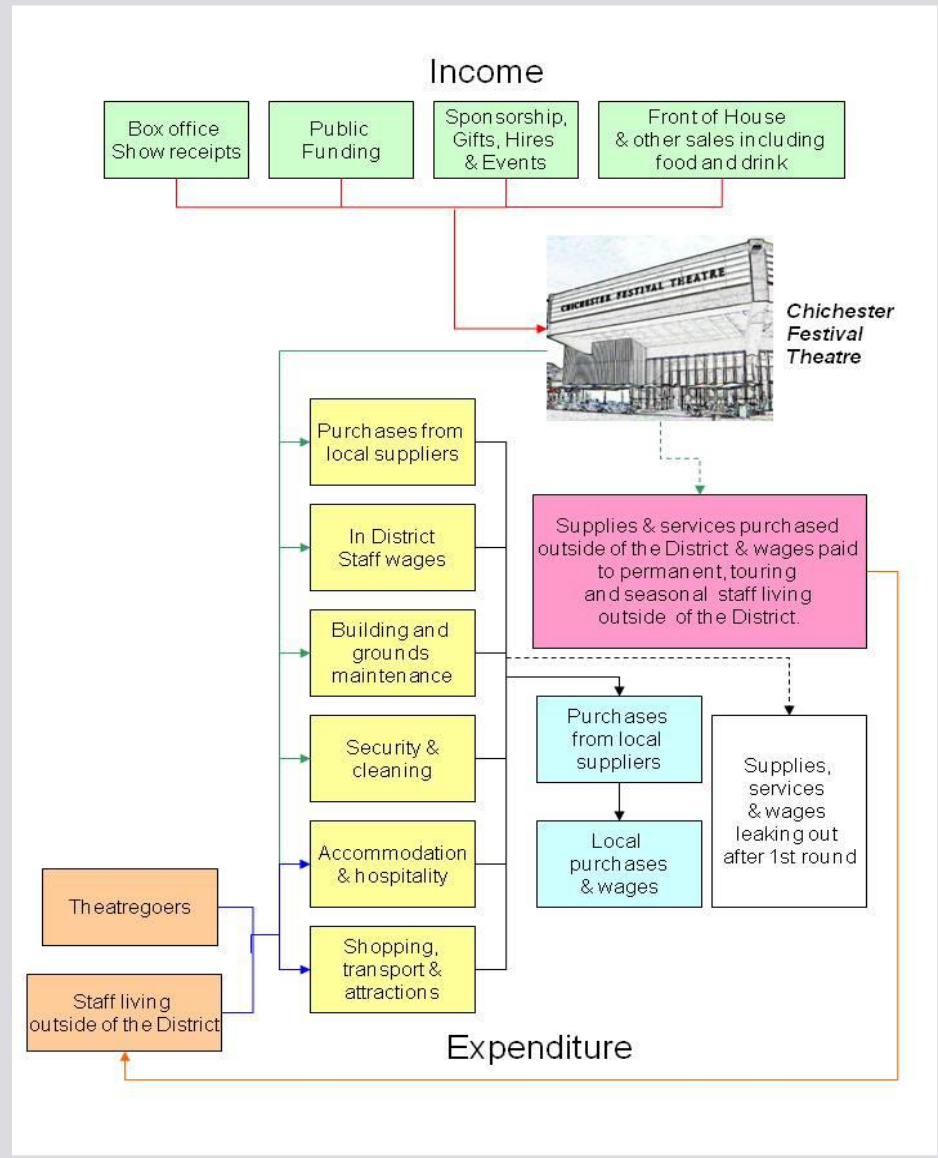 Income
Box office
Show receipts
Public
Funding
Sponsorship,
Gifts, Hires
& Events
Front of House
& other sales including
food and drink
CHICHESTER FESTIVAL THEATRE
Chichester
Festival
Theatre
Purchases from
local suppliers
In District
Staff wages
Building and
grounds
maintenance
Security &
cleaning
Accommodation
& hospitality
Shopping,
transport &
attractions
Supplies & services purchased
outside of the District & wages paid
to permanent, touring
and seasonal staff living
outside of the District.
Purchases
from local
suppliers
Local
purchases
& wages
Supplies,
services
& wages
leaking out
after 1st round
Theatregoers
Staff living
outside of the District
Expenditure